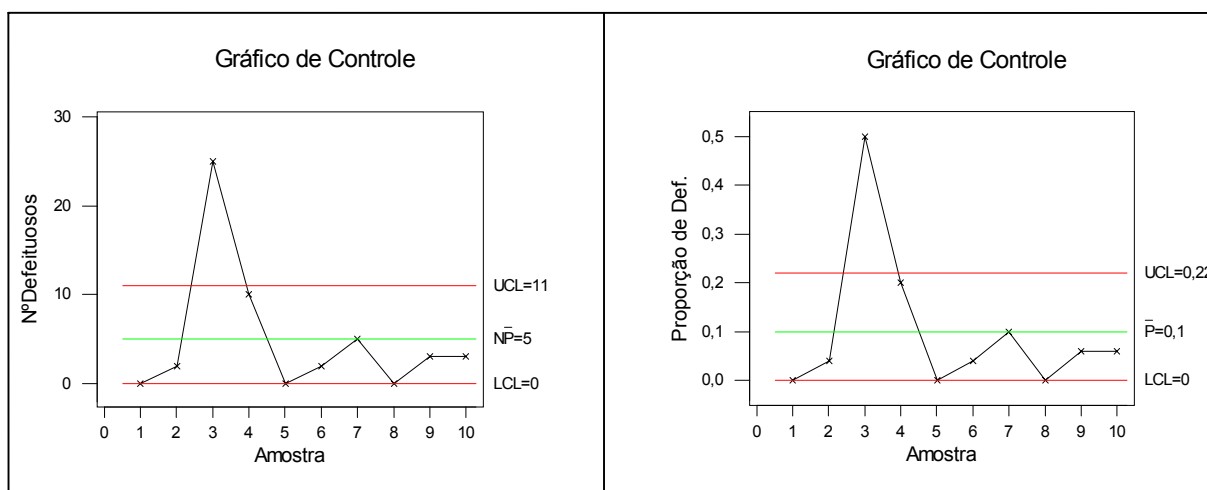 Gráfico de Controle
30
20
10
0
NºDefeituosos
UCL=11
NP̅=5
LCL=0
0 1 2 3 4 5 6 7 8 9 10
Amostra
Gráfico de Controle
0,5
0,4
0,3
0,2
0,1
0,0
Proporção de Def.
UCL=0,22
P̅=0,1
LCL=0
0 1 2 3 4 5 6 7 8 9 10
Amostra